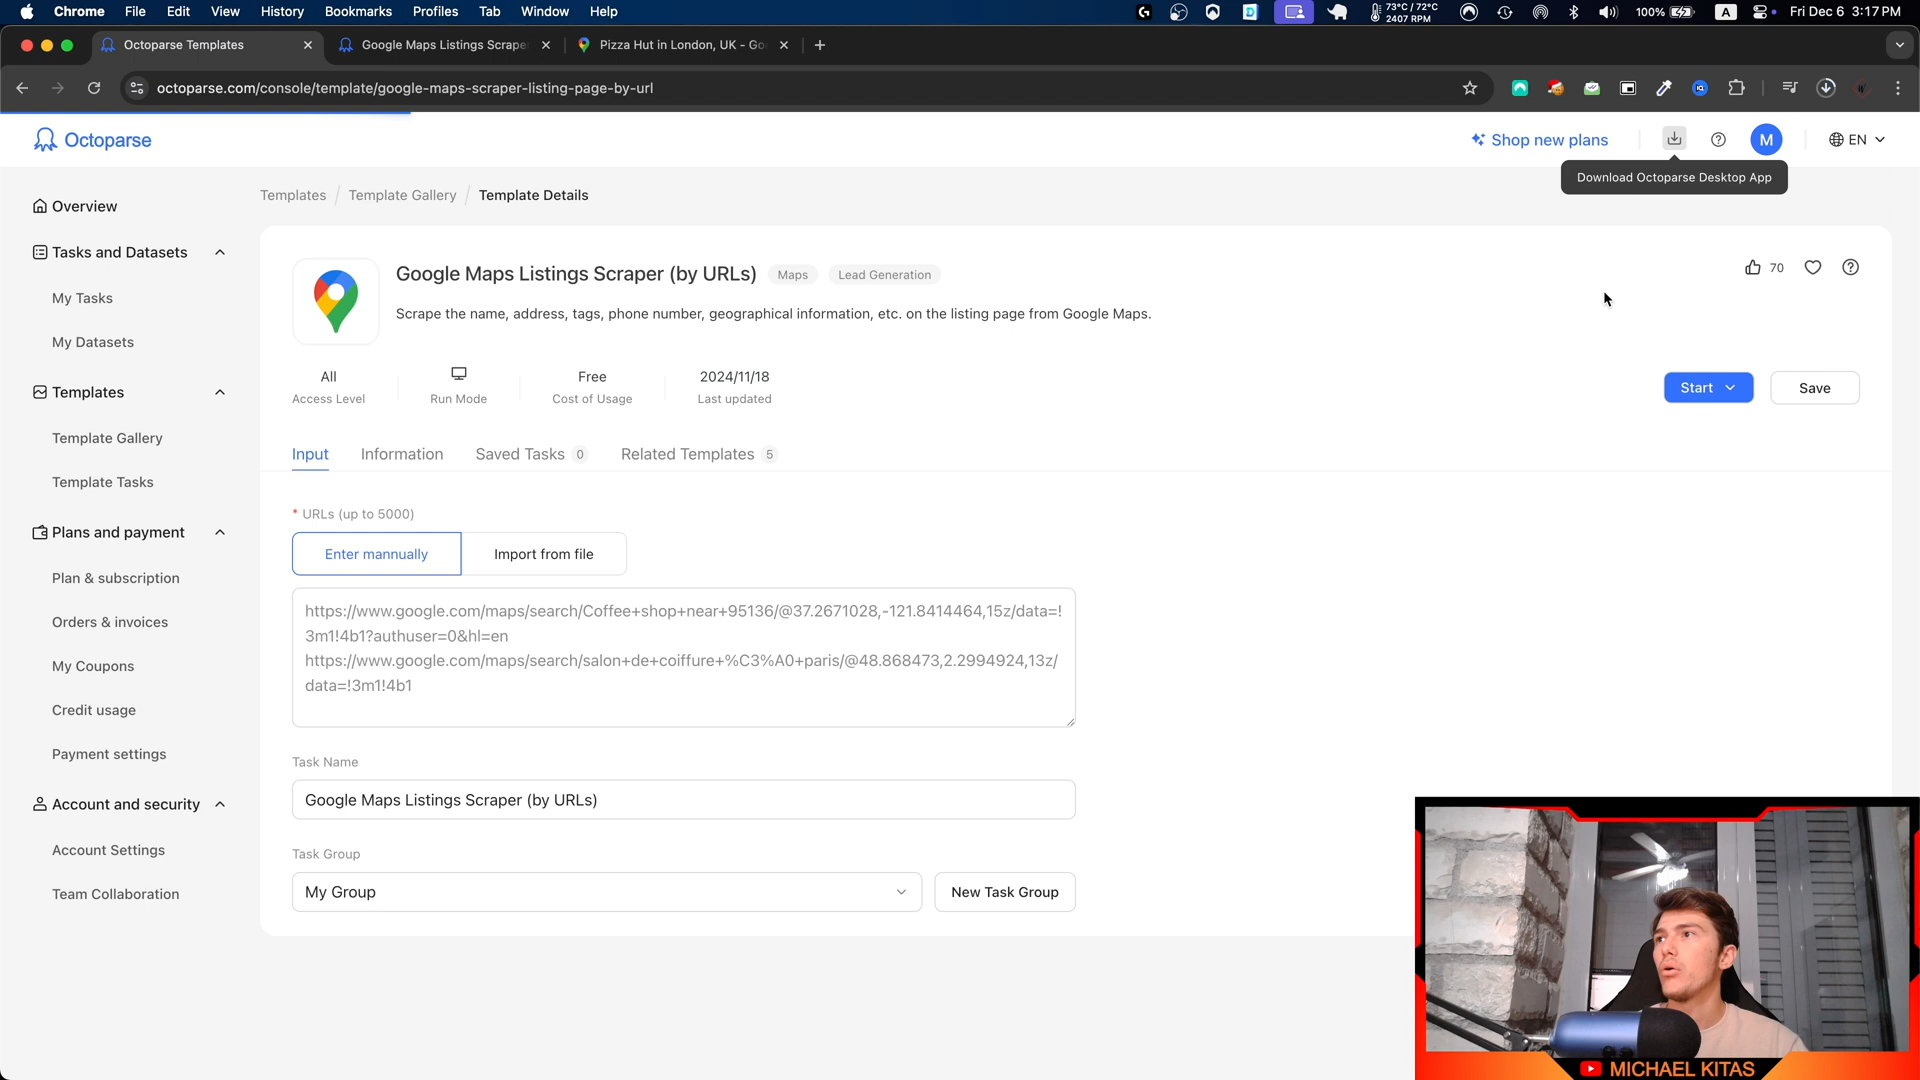 Chrome File Edit View History Bookmarks Profiles Tab Window Help
73°C / 72°C
2407 RPM
100%
A
Fri Dec 6 3:17 PM
Octoparse Templates
Google Maps Listings Scrape
Pizza Hut in London, UK - Go
octoparse.com/console/template/google-maps-scraper-listing-page-by-url
Octoparse
Shop new plans
M
EN
Download Octoparse Desktop App
Overview
Tasks and Datasets
My Tasks
My Datasets
Templates
Template Gallery
Template Tasks
Plans and payment
Plan & subscription
Orders & invoices
My Coupons
Credit usage
Payment settings
Account and security
Account Settings
Team Collaboration
Templates / Template Gallery / Template Details
Google Maps Listings Scraper (by URLs) Maps Lead Generation
70
Scrape the name, address, tags, phone number, geographical information, etc. on the listing page from Google Maps.
All
Access Level
Run Mode
Free
Cost of Usage
2024/11/18
Last updated
Start
Save
Input Information Saved Tasks 0 Related Templates 5
* URLs (up to 5000)
Enter mannually
Import from file
https://www.google.com/maps/search/Coffee+shop+near+95136/@37.2671028,-121.8414464,15z/data=!
3m1!4b1?authuser=0&hl=en
https://www.google.com/maps/search/salon+de+coiffure+%C3%A0+paris/@48.868473,2.2994924,13z/
data=!3m1!4b1
Task Name
Google Maps Listings Scraper (by URLs)
Task Group
My Group
New Task Group
MICHAEL KITAS